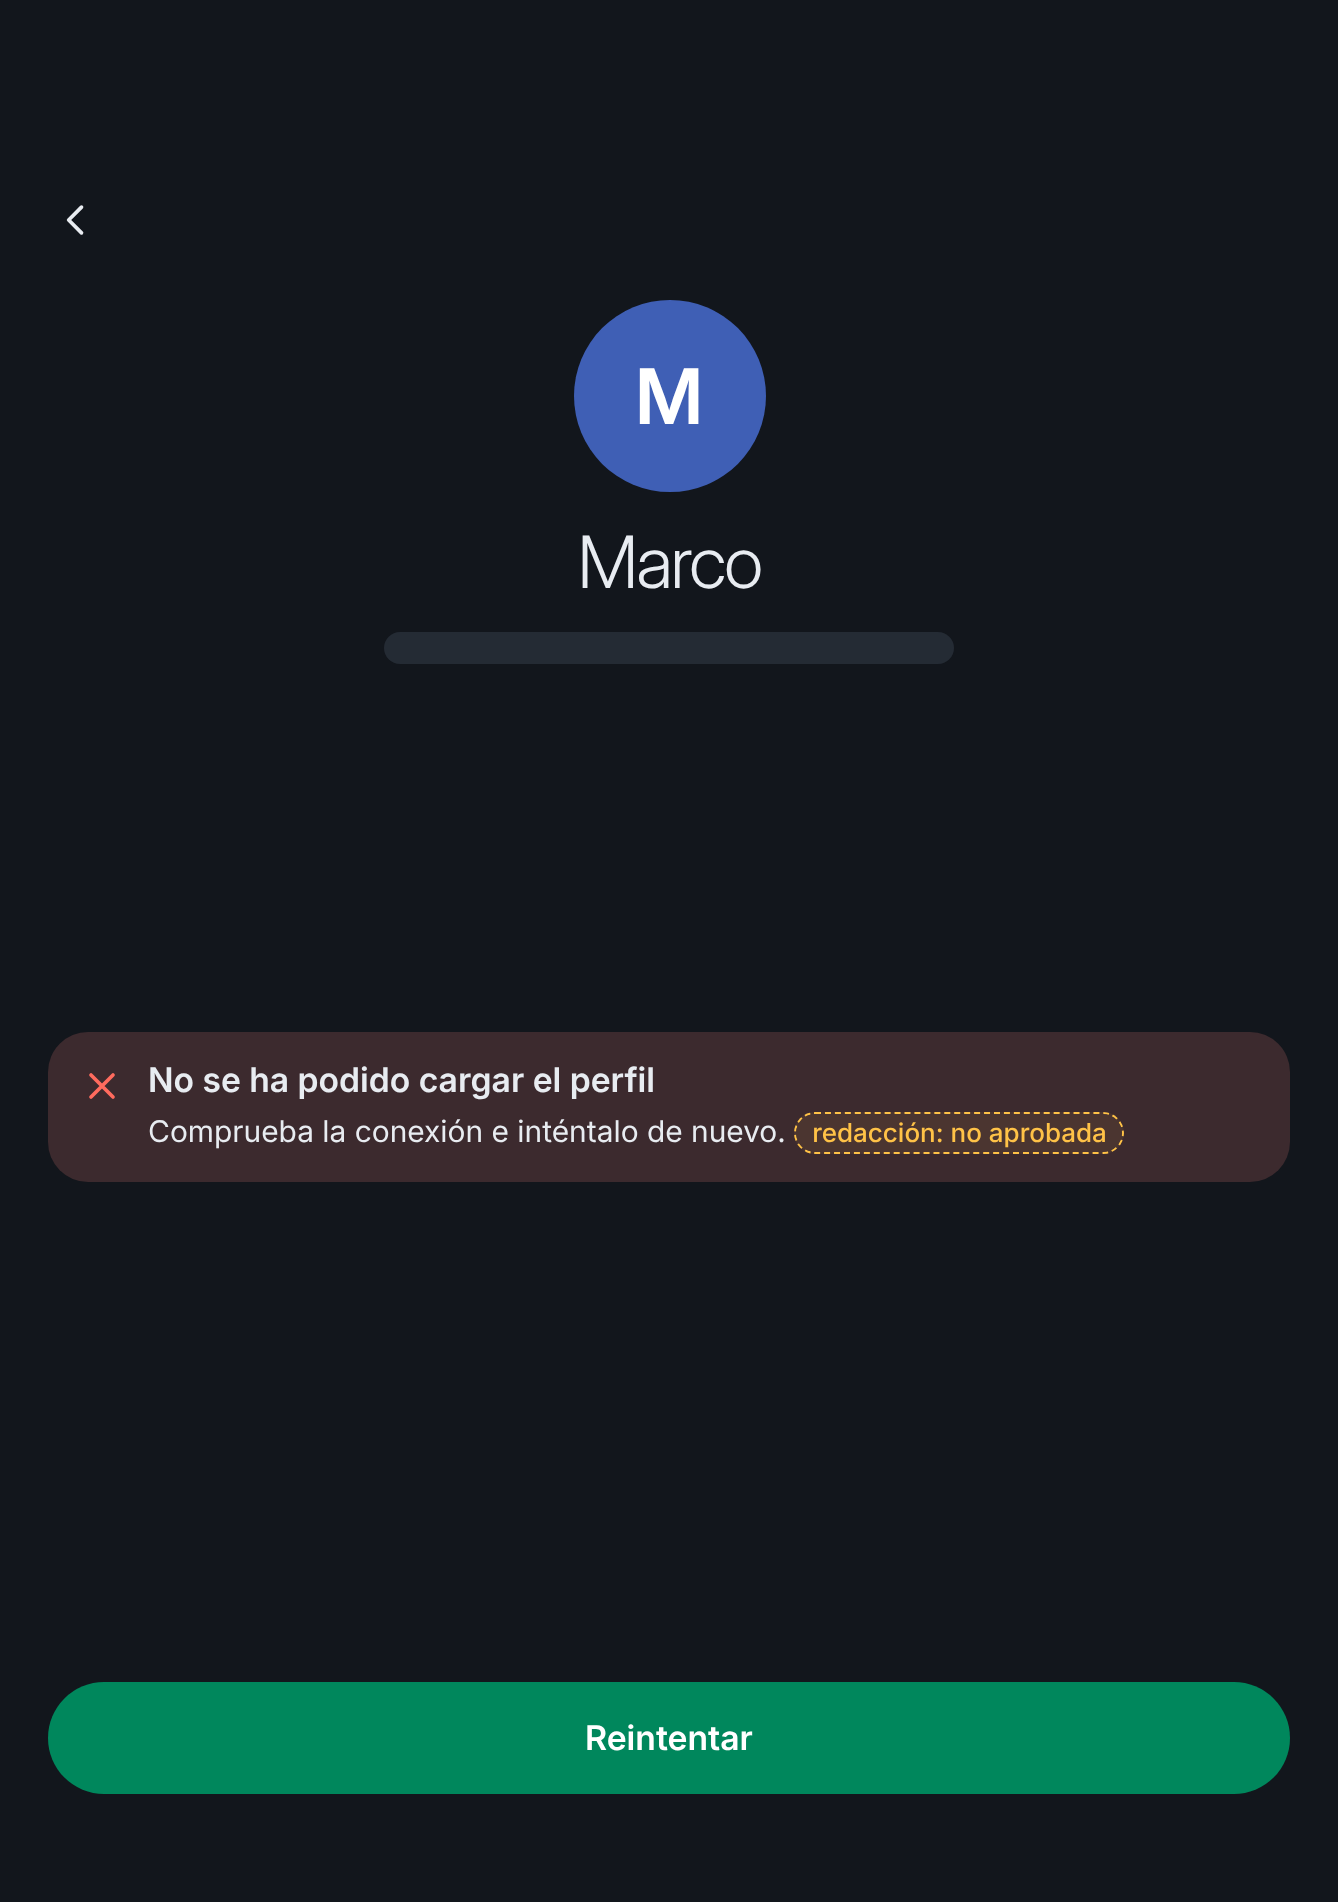 M
Marco
No se ha podido cargar el perfil
Comprueba la conexión e inténtalo de nuevo. redacción: no aprobada
Reintentar